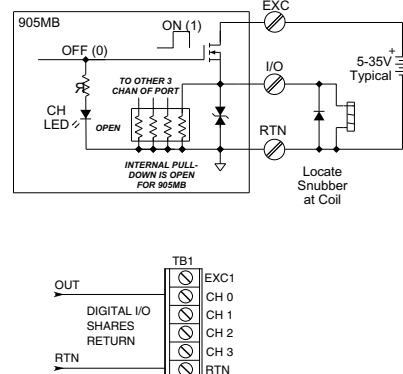 905MB
EXC
ON (1)
OFF (0)
+
5-35V
Typical
I/O
TO OTHER 3
CHAN OF PORT
R
CH
LED
OPEN
RTN
INTERNAL PULL-
DOWN IS OPEN
FOR 905MB
Locate
Snubber
at Coil
TB1
EXC1
OUT
CH 0
DIGITAL I/O
SHARES
RETURN
CH 1
CH 2
CH 3
RTN
RTN